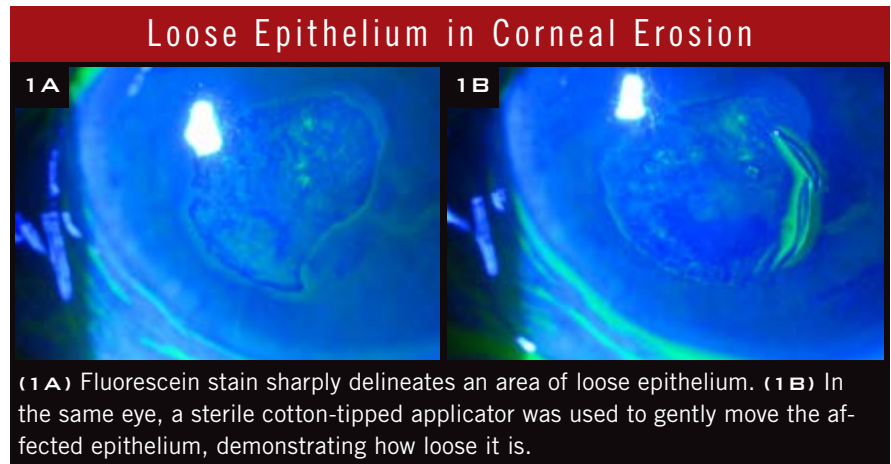 Loose Epithelium in Corneal Erosion
1A
1B
(1A) Fluorescein stain sharply delineates an area of loose epithelium. (1B) In
the same eye, a sterile cotton-tipped applicator was used to gently move the af-
fected epithelium, demonstrating how loose it is.